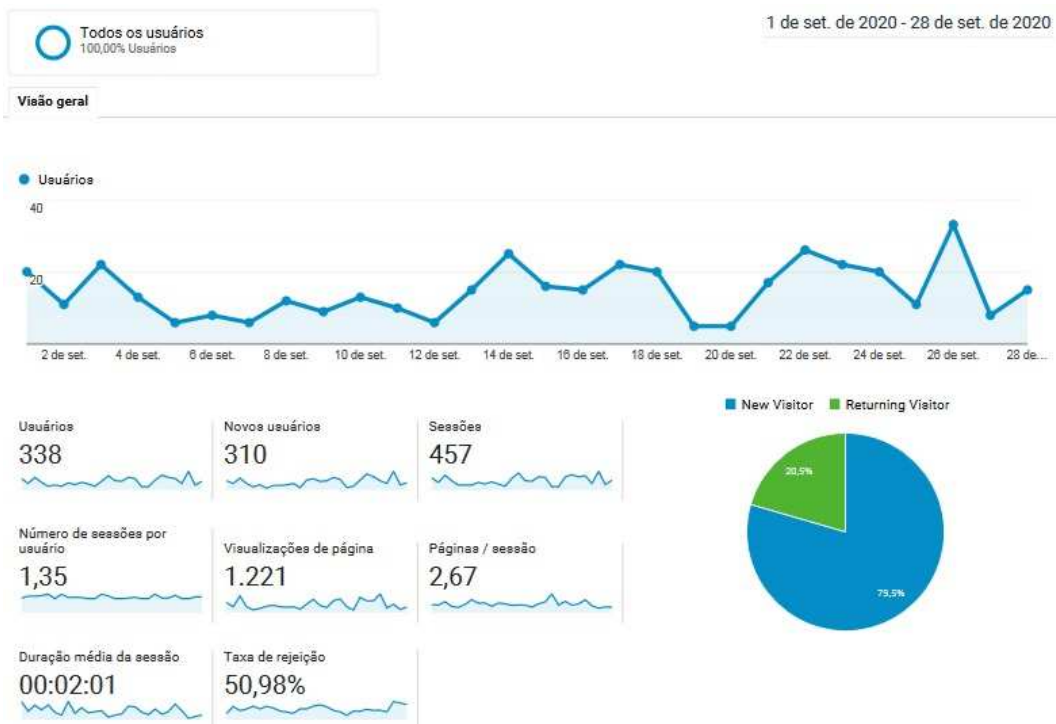 Todos os usuários
100,00% Usuários
1 de set. de 2020 - 28 de set. de 2020
Visão geral
Usuários
40
20
2 de set. 4 de set. 6 de set. 8 de set. 10 de set. 12 de set. 14 de set. 16 de set. 18 de set. 20 de set. 22 de set. 24 de set. 26 de set. 28 de...
New Visitor Returning Visitor
Usuários
338
Novos usuários
310
Sessões
457
20,5%
79,5%
Número de sessões por
usuário
1,35
Visualizações de página
1.221
Páginas / sessão
2,67
Duração média da sessão
00:02:01
Taxa de rejeição
50,98%